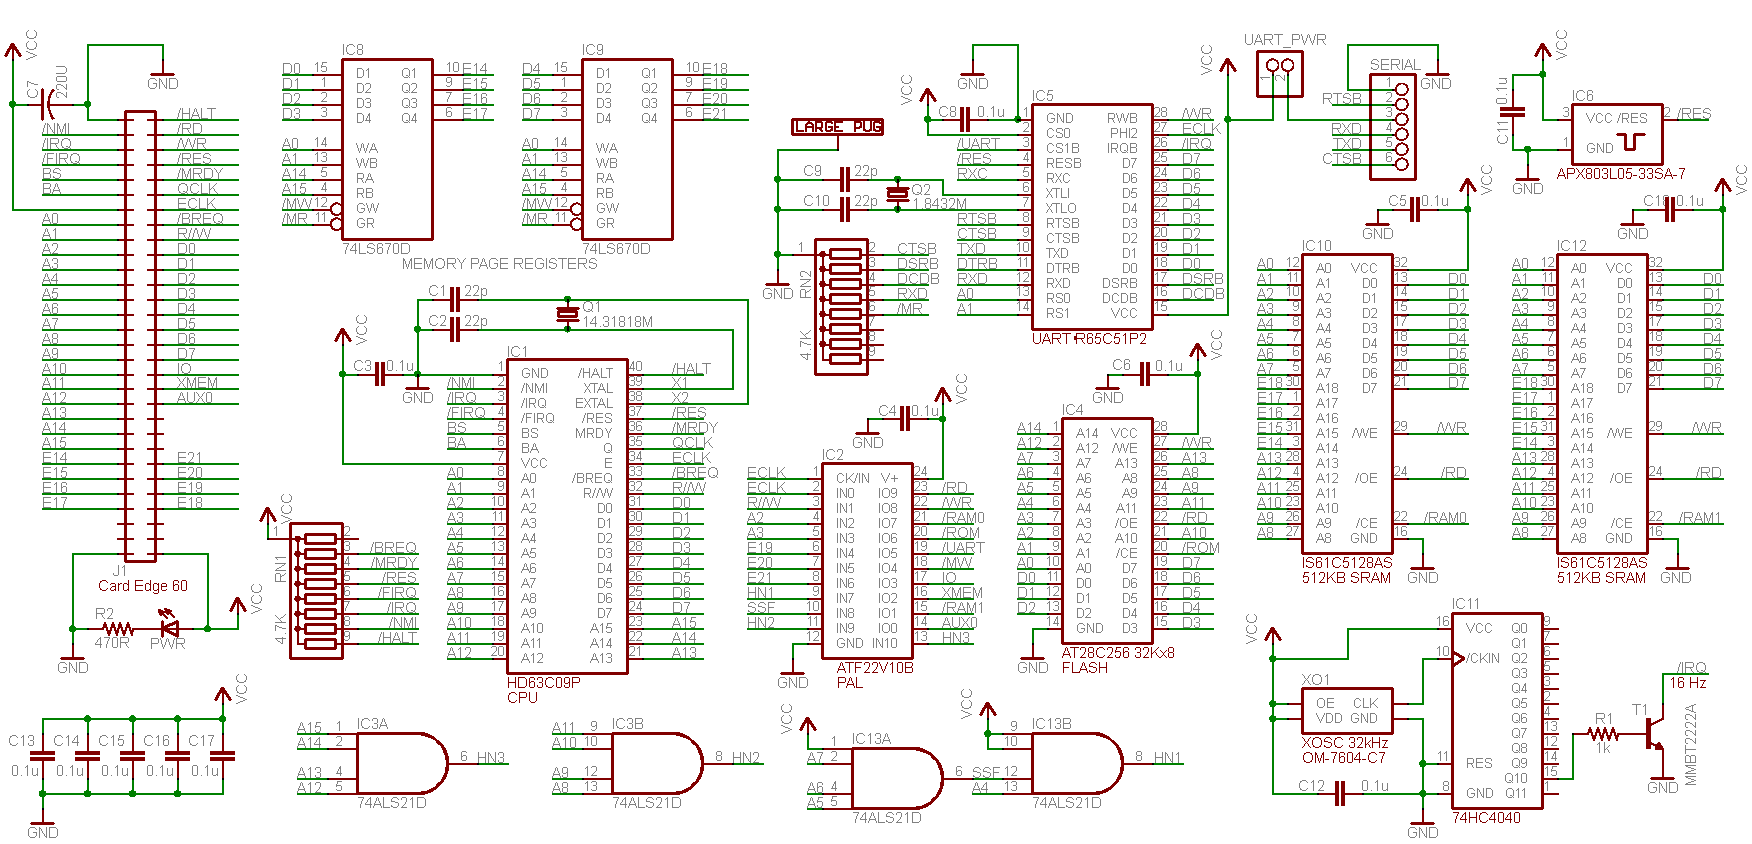 VCC
C7
220U
GND
/NMI
/IRQ
/FIRQ
BS
BA
A0
A1
A2
A3
A4
A5
A6
A7
A8
A9
A10
A11
A12
A13
A14
A15
E14
E15
E16
E17
/HALT
/RD
/WR
/RES
/MRDY
QCLK
ECLK
/BREQ
R//W
D0
D1
D2
D3
D4
D5
D6
D7
IO
XMEM
AUX0
E21
E20
E19
E18
J1
Card Edge 60
R2
470R
PWR
VCC
GND
IC8
D0 15 D1 Q1 10 E14
D1 1 D2 Q2 9 E15
D2 2 D3 Q3 7 E16
D3 3 D4 Q4 6 E17
A0 14 WA
A1 13 WB
A14 5 RA
A15 4 RB
/MW 12 GW
/MR 11 GR
74LS670D
IC9
D4 15 D1 Q1 10 E18
D5 1 D2 Q2 9 E19
D6 2 D3 Q3 7 E20
D7 3 D4 Q4 6 E21
A0 14 WA
A1 13 WB
A14 5 RA
A15 4 RB
/MW 12 GW
/MR 11 GR
74LS670D
MEMORY PAGE REGISTERS
LARGE PUG
C9 22p
C10 22p
Q2
1.8432M
GND
RN2
4.7K
1
2 CTSB
3 DSRB
4 DCDB
5 RXD
6 /MR
7
8
9
GND
VCC
C8 0.1u
IC5
1 GND RWB 28 /WR
2 CS0 PHI2 27 ECLK
/UART 3 CS1B IRQB 26 /IRQ
/RES 4 RESB D7 25 D7
RXC 5 RXC D6 24 D6
6 XTLI D5 23 D5
7 XTLO D4 22 D4
RTSB 8 RTSB D3 21 D3
CTSB 9 CTSB D2 20 D2
TXD 10 TXD D1 19 D1
DTRB 11 DTRB D0 18 D0
RXD 12 RXD DSRB 17 DSRB
A0 13 RS0 DCDB 16 DCDB
A1 14 RS1 VCC 15
UART R65C51P2
VCC
UART_PWR
1
2
SERIAL
GND
1
RTSB 2
3
RXD 4
TXD 5
CTSB 6
VCC
C11 0.1u
GND
IC6
3 VCC /RES 2 /RES
1 GND
APX803L05-33SA-7
C1 22p
C2 22p
Q1
14.31818M
VCC
C3 0.1u
GND
IC1
1 GND /HALT 40 /HALT
/NMI 2 /NMI XTAL 39 X1
/IRQ 3 /IRQ EXTAL 38 X2
/FIRQ 4 /FIRQ /RES 37 /RES
BS 5 BS MRDY 36 /MRDY
BA 6 BA Q 35 QCLK
7 VCC E 34 ECLK
A0 8 A0 /BREQ 33 /BREQ
A1 9 A1 R//W 32 R//W
A2 10 A2 D0 31 D0
A3 11 A3 D1 30 D1
A4 12 A4 D2 29 D2
A5 13 A5 D3 28 D3
A6 14 A6 D4 27 D4
A7 15 A7 D5 26 D5
A8 16 A8 D6 25 D6
A9 17 A9 D7 24 D7
A10 18 A10 A15 23 A15
A11 19 A11 A14 22 A14
A12 20 A12 A13 21 A13
HD63C09P
CPU
VCC
RN1
4.7K
1
2
3 /BREQ
4 /MRDY
5 /RES
6 /FIRQ
7 /IRQ
8 /NMI
9 /HALT
VCC
C4 0.1u
GND
IC2
ECLK 1 CK/IN V+ 24
ECLK 2 IN0 IO9 23 /RD
R//W 3 IN1 IO8 22 /WR
A2 4 IN2 IO7 21 /RAM0
A3 5 IN3 IO6 20 /ROM
E19 6 IN4 IO5 19 /UART
E20 7 IN5 IO4 18 /MW
E21 8 IN6 IO3 17 IO
HN1 9 IN7 IO2 16 XMEM
SSF 10 IN8 IO1 15 /RAM1
HN2 11 IN9 IO0 14 AUX0
12 GND IN10 13 HN3
ATF22V10B
PAL
GND
VCC
C6 0.1u
GND
IC4
A14 1 A14 VCC 28
A12 2 A12 /WE 27 /WR
A7 3 A7 A13 26 A13
A6 4 A6 A8 25 A8
A5 5 A5 A9 24 A9
A4 6 A4 A11 23 A11
A3 7 A3 /OE 22 /RD
A2 8 A2 A10 21 A10
A1 9 A1 /CE 20 /ROM
A0 10 A0 D7 19 D7
D0 11 D0 D6 18 D6
D1 12 D1 D5 17 D5
D2 13 D2 D4 16 D4
14 GND D3 15 D3
AT28C256 32Kx8
FLASH
GND
VCC
C5 0.1u
GND
IC10
A0 12 A0 VCC 32
A1 11 A1 D0 13 D0
A2 10 A2 D1 14 D1
A3 9 A3 D2 15 D2
A4 8 A4 D3 17 D3
A5 7 A5 D4 18 D4
A6 6 A6 D5 19 D5
A7 5 A7 D6 20 D6
E18 30 A18 D7 21 D7
E17 1 A17
E16 2 A16
E15 31 A15 /WE 29 /WR
E14 3 A14
A13 28 A13
A12 4 A12 /OE 24 /RD
A11 25 A11
A10 23 A10
A9 26 A9 /CE 22 /RAM0
A8 27 A8 GND 16
IS61C5128AS
512KB SRAM
GND
VCC
C18 0.1u
GND
IC12
A0 12 A0 VCC 32
A1 11 A1 D0 13 D0
A2 10 A2 D1 14 D1
A3 9 A3 D2 15 D2
A4 8 A4 D3 17 D3
A5 7 A5 D4 18 D4
A6 6 A6 D5 19 D5
A7 5 A7 D6 20 D6
E18 30 A18 D7 21 D7
E17 1 A17
E16 2 A16
E15 31 A15 /WE 29 /WR
E14 3 A14
A13 28 A13
A12 4 A12 /OE 24 /RD
A11 25 A11
A10 23 A10
A9 26 A9 /CE 22 /RAM1
A8 27 A8 GND 16
IS61C5128AS
512KB SRAM
GND
VCC
C13 C14 C15 C16 C17
0.1u 0.1u 0.1u 0.1u 0.1u
GND
IC3A
A15 1
A14 2
A13 4
A12 5
6 HN3
74ALS21D
IC3B
A11 9
A10 10
A9 12
A8 13
8 HN2
74ALS21D
VCC
IC13A
1
A7 2
A6 4
A5 5
6 SSF
74ALS21D
VCC
IC13B
9
10
12
A4 13
8 HN1
74ALS21D
VCC
XO1
OE CLK
VDD GND
XOSC 32kHz
OM-7604-C7
C12 0.1u
GND
IC11
16 VCC Q0 9
Q1 7
10 /CKIN Q2 6
Q3 5
Q4 3
Q5 2
Q6 4
Q7 13
Q8 12
11 RES Q9 14
Q10 15
8 GND Q11 1
74HC4040
R1
1k
T1
MMBT2222A
/IRQ
16 Hz
GND